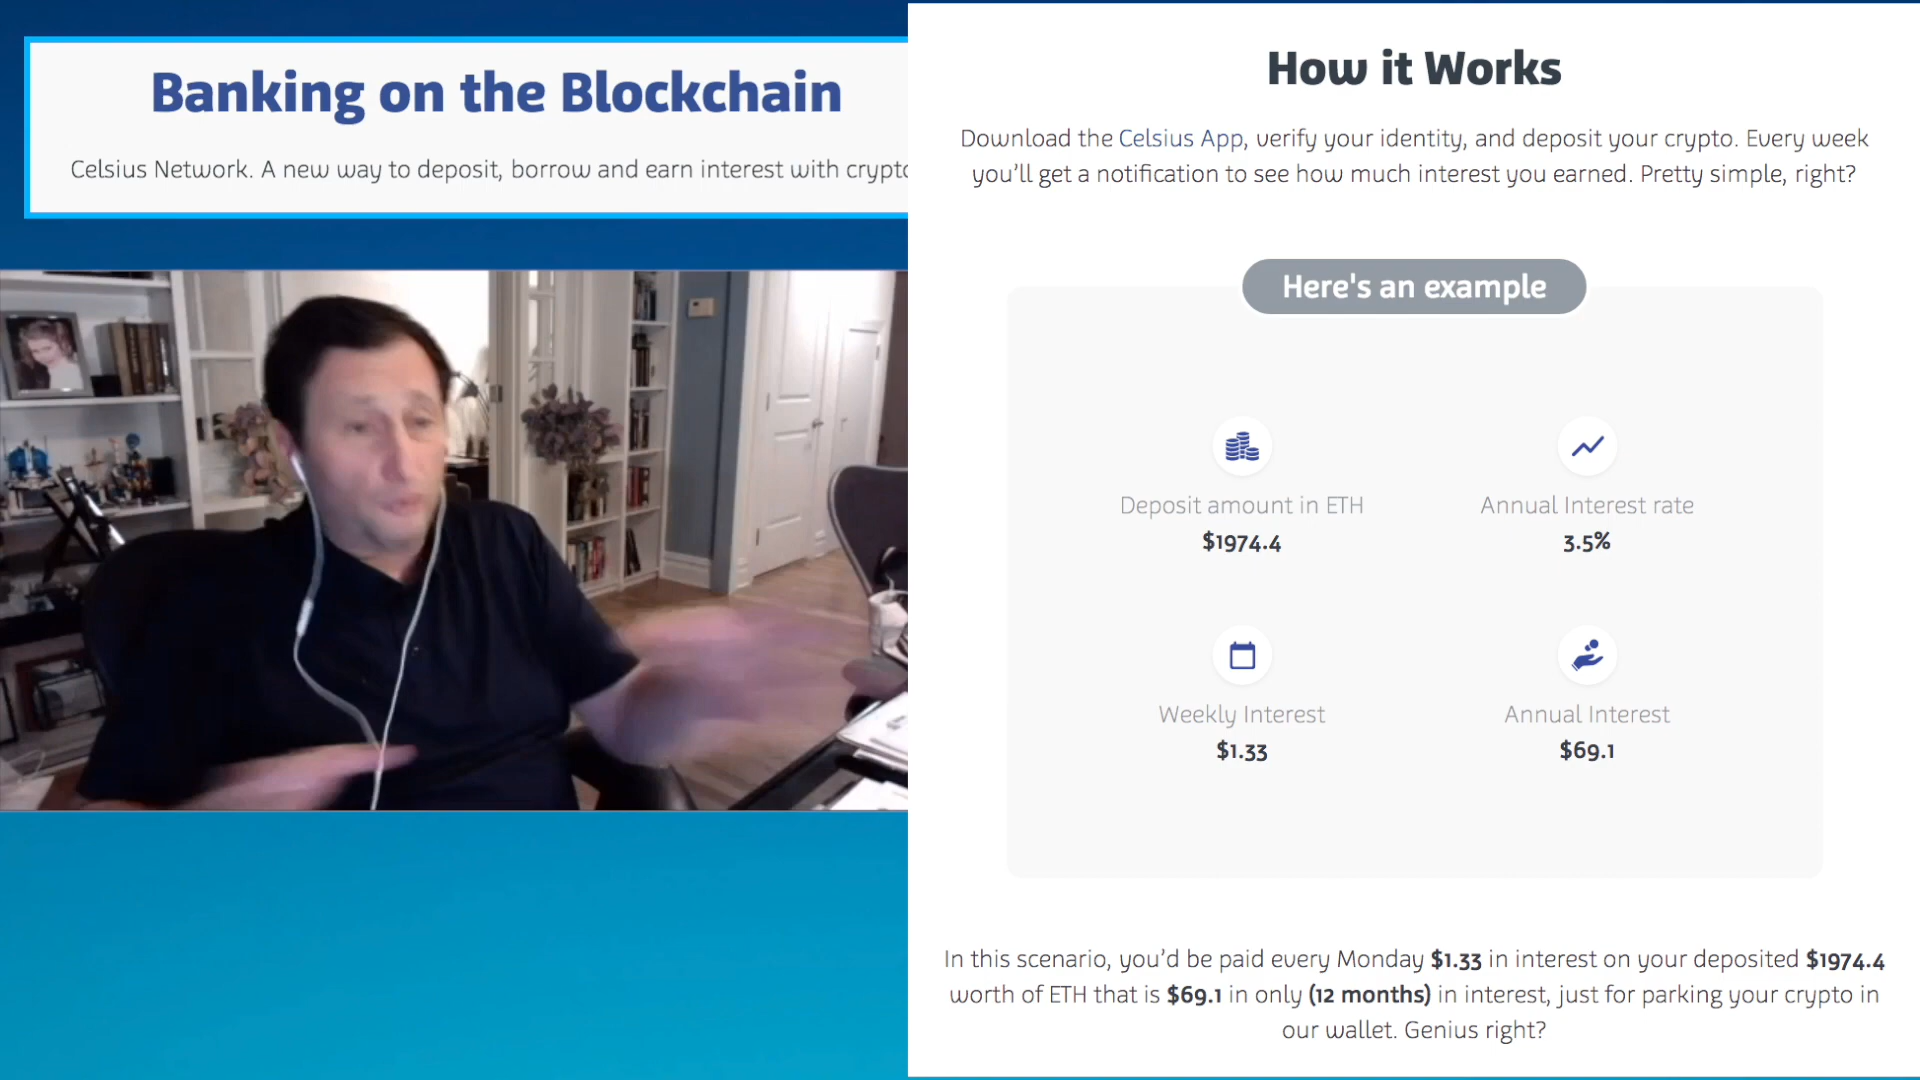 Banking on the Blockchain
Celsius Network. A new way to deposit, borrow and earn interest with crypto
How it Works
Download the Celsius App, verify your identity, and deposit your crypto. Every week
you'll get a notification to see how much interest you earned. Pretty simple, right?
Here's an example
Deposit amount in ETH
$1974.4
Annual Interest rate
3.5%
Weekly Interest
$1.33
Annual Interest
$69.1
In this scenario, you'd be paid every Monday $1.33 in interest on your deposited $1974.4
worth of ETH that is $69.1 in only (12 months) in interest, just for parking your crypto in
our wallet. Genius right?